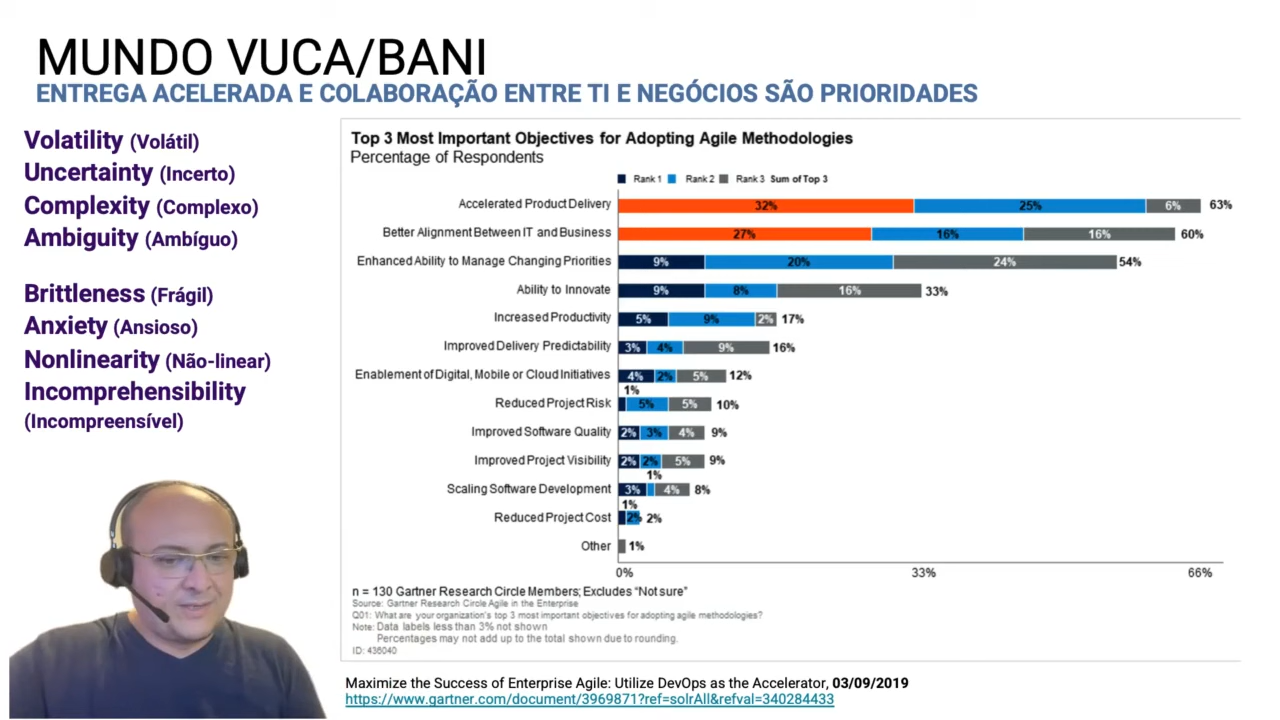 MUNDO VUCA/BANI
ENTREGA ACELERADA E COLABORAÇÃO ENTRE TI E NEGÓCIOS SÃO PRIORIDADES
Volatility (Volátil)
Uncertainty (Incerto)
Complexity (Complexo)
Ambiguity (Ambíguo)
Brittleness (Frágil)
Anxiety (Ansioso)
Nonlinearity (Não-linear)
Incomprehensibility
(Incompreensível)
Top 3 Most Important Objectives for Adopting Agile Methodologies
Percentage of Respondents
Rank 1 Rank 2 Rank 3 Sum of Top 3
Accelerated Product Delivery 32% 25% 6% 63%
Better Alignment Between IT and Business 27% 16% 16% 60%
Enhanced Ability to Manage Changing Priorities 9% 20% 24% 54%
Ability to Innovate 9% 8% 16% 33%
Increased Productivity 5% 9% 2% 17%
Improved Delivery Predictability 3% 4% 9% 16%
Enablement of Digital, Mobile or Cloud Initiatives 4% 2% 5% 12%
1%
Reduced Project Risk 5% 5% 10%
Improved Software Quality 2% 3% 4% 9%
Improved Project Visibility 2% 2% 5% 9%
1%
Scaling Software Development 3% 4% 8%
1%
Reduced Project Cost 2% 2%
Other 1%
0% 33% 66%
n = 130 Gartner Research Circle Members; Excludes “Not sure”
Source: Gartner Research Circle Agile in the Enterprise
Q01: What are your organization's top 3 most important objectives for adopting agile methodologies?
Note: Data labels less than 3% not shown
Percentages may not add up to the total shown due to rounding.
ID: 436040
Maximize the Success of Enterprise Agile: Utilize DevOps as the Accelerator, 03/09/2019
https://www.gartner.com/document/3969871?ref=solrAll&refval=340284433